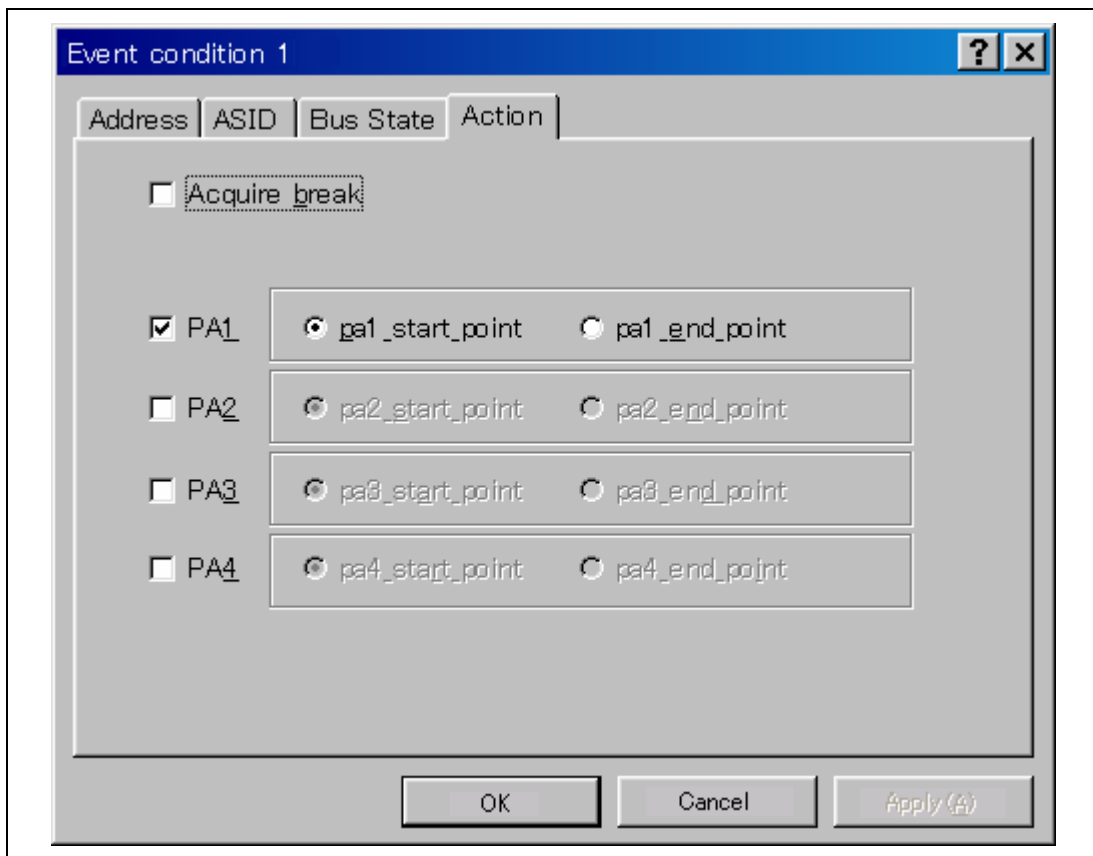 Event condition 1
Address ASID Bus State Action
Acquire break
PA1 pa1_start_point pa1_end_point
PA2 pa2_start_point pa2_end_point
PA3 pa3_start_point pa3_end_point
PA4 pa4_start_point pa4_end_point
OK Cancel Apply(A)